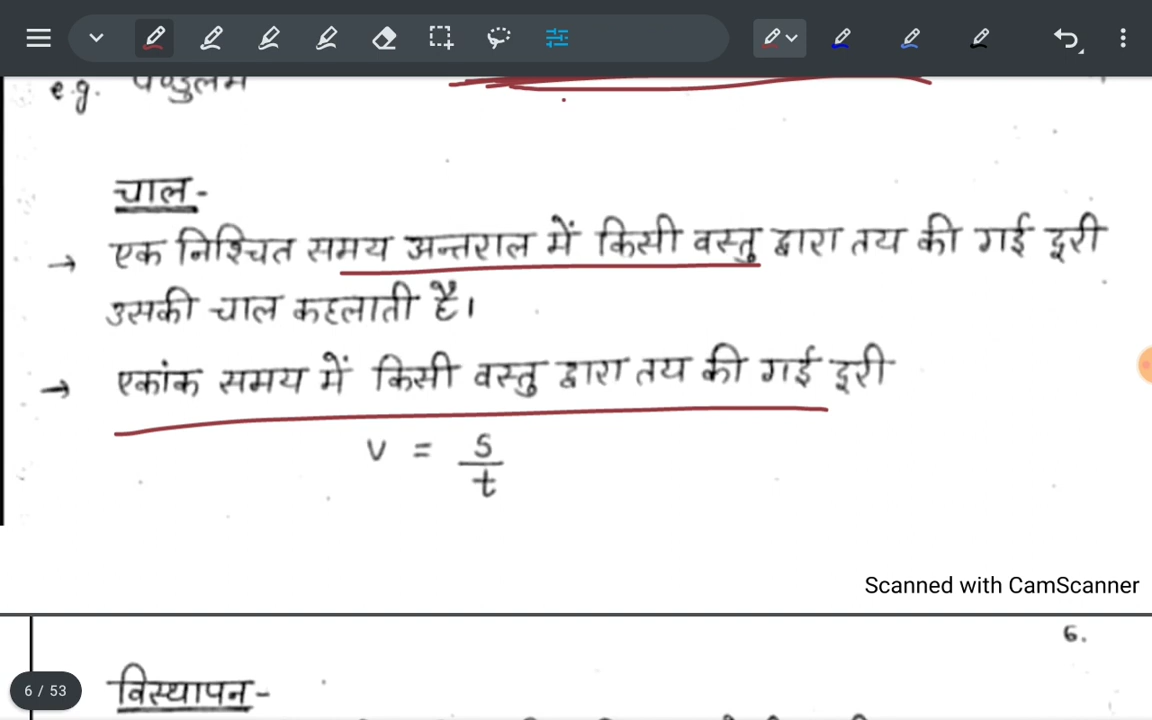 e.g. पेण्डुलम
चाल -
→ एक निश्चित समय अन्तराल में किसी वस्तु द्वारा तय की गई दूरी
उसकी चाल कहलाती है।
→ एकांक समय में किसी वस्तु द्वारा तय की गई दूरी
v = s/t
Scanned with CamScanner
6.
6 / 53
विस्थापन -